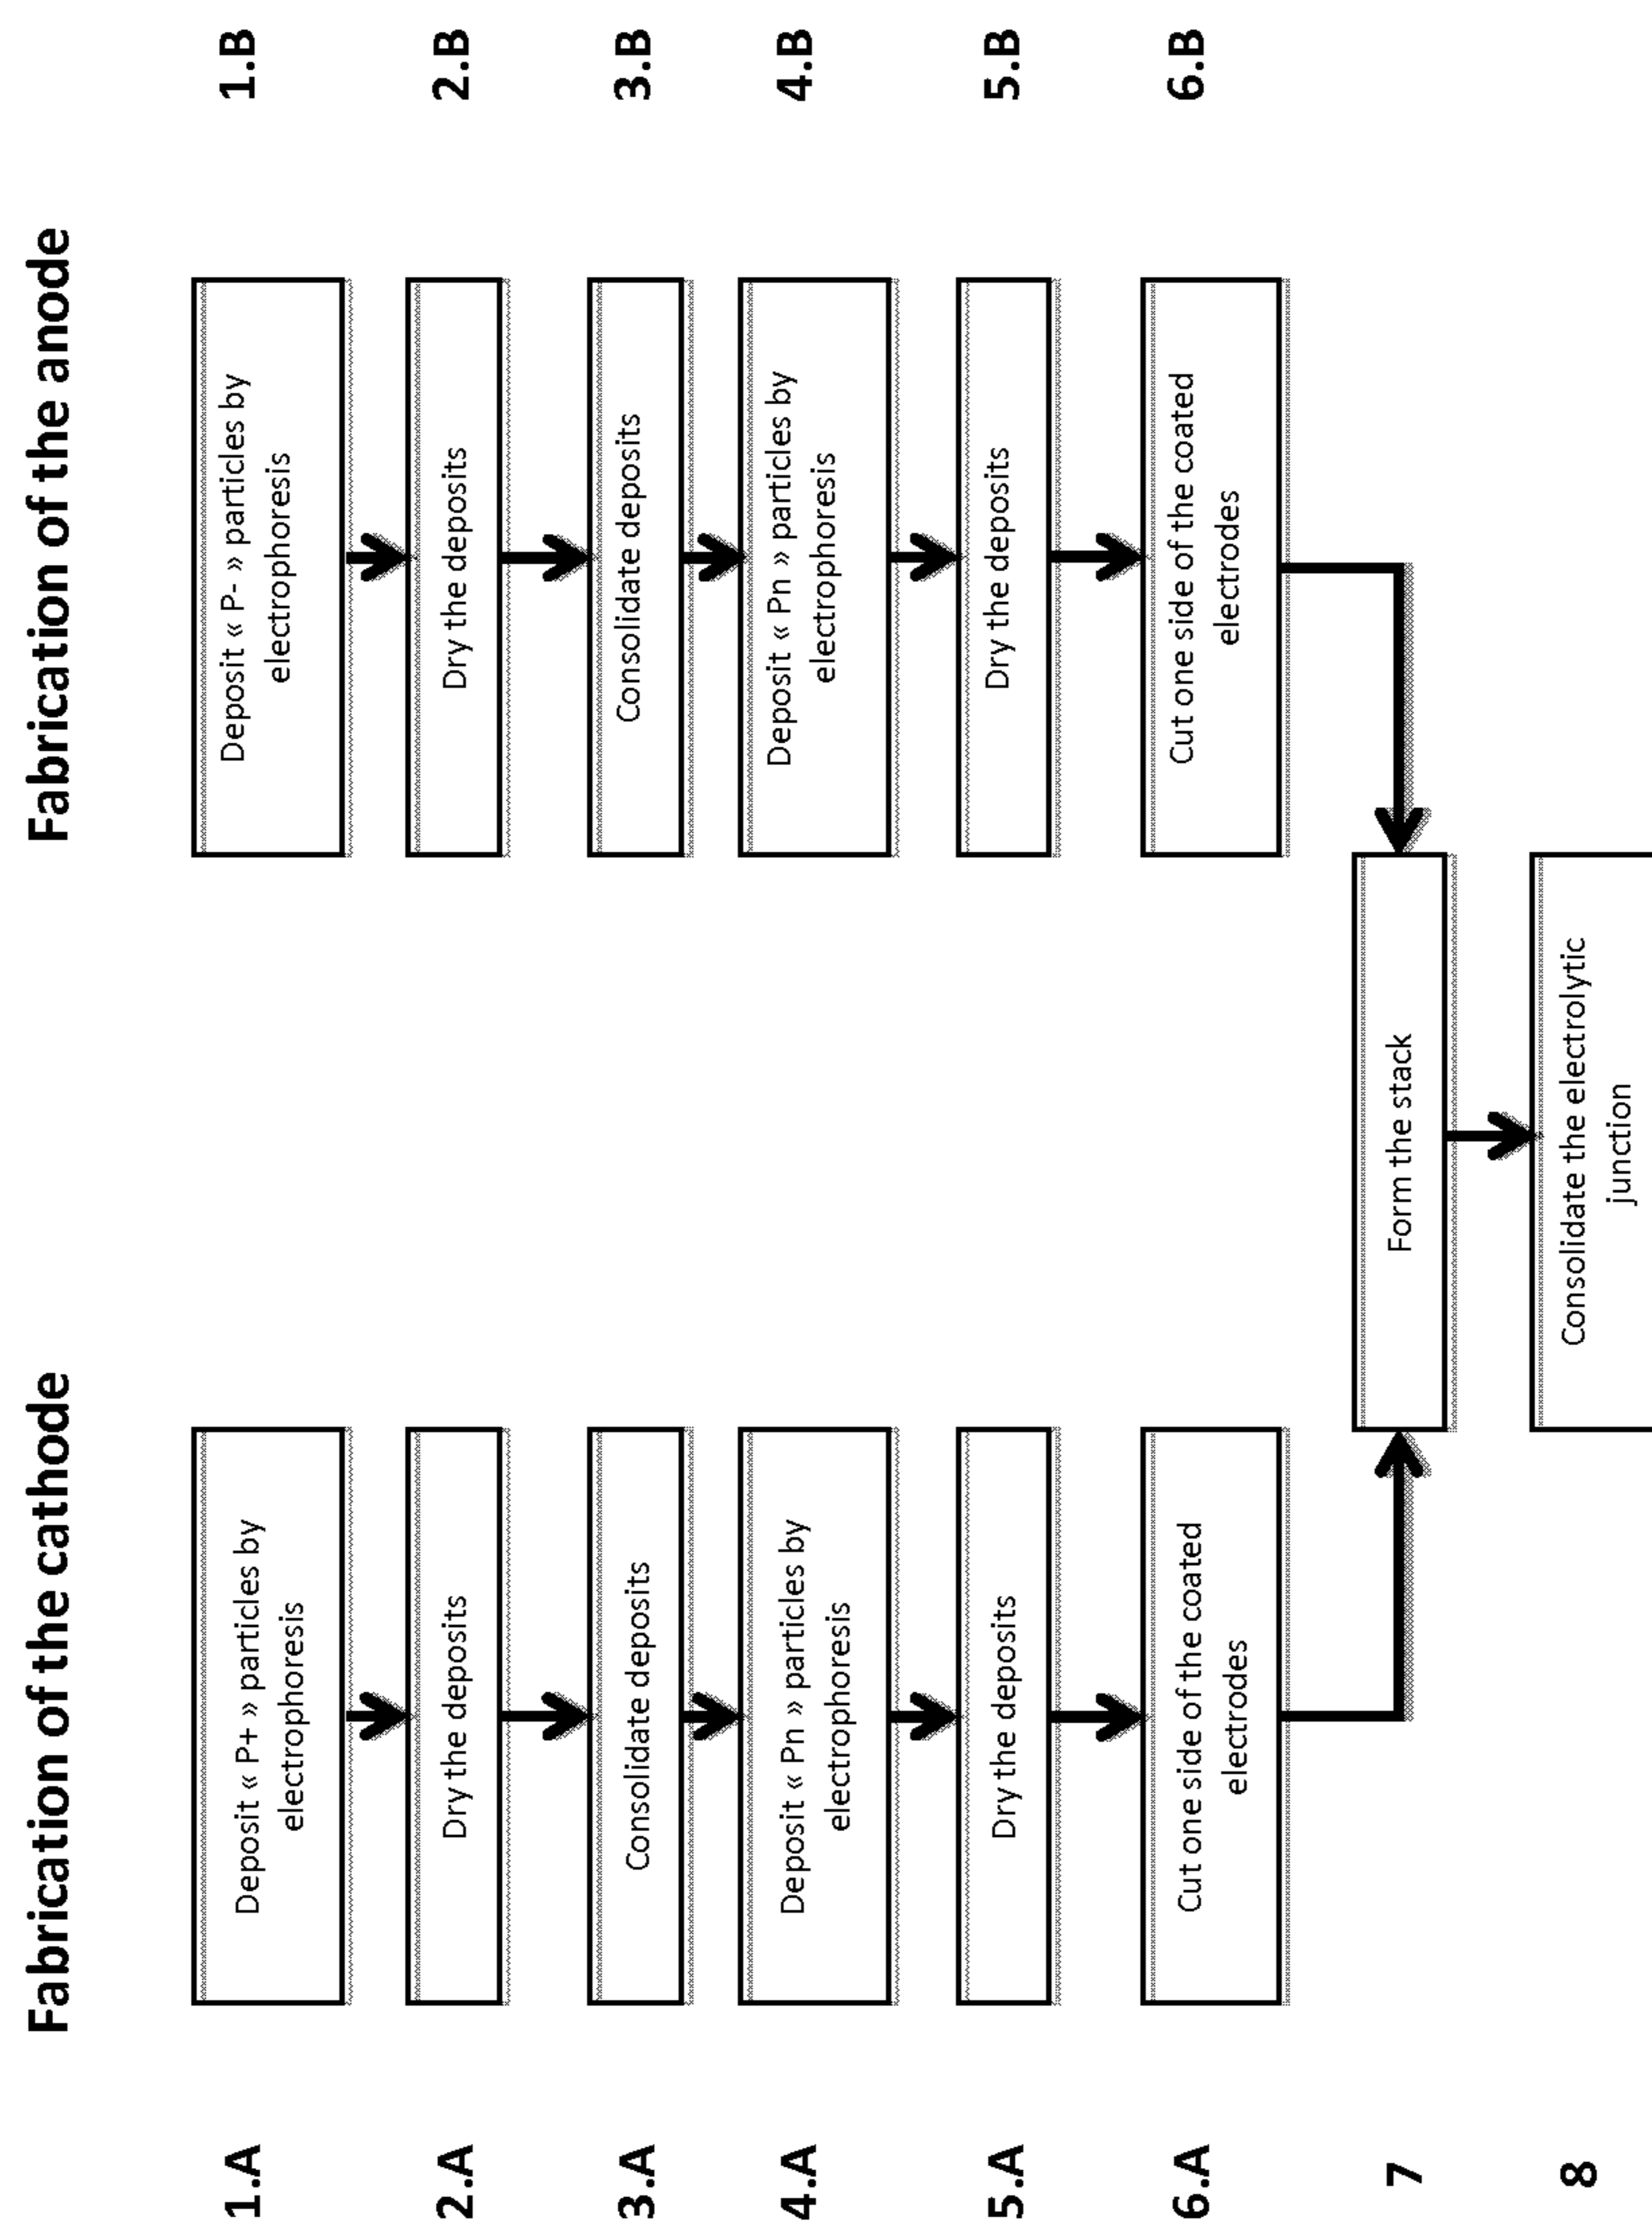 Fabrication of the cathode
Fabrication of the anode
1.A
Deposit « P+ » particles by
electrophoresis
Deposit « P- » particles by
electrophoresis
1.B
2.A
Dry the deposits
Dry the deposits
2.B
3.A
Consolidate deposits
Consolidate deposits
3.B
4.A
Deposit « Pn » particles by
electrophoresis
Deposit « Pn » particles by
electrophoresis
4.B
5.A
Dry the deposits
Dry the deposits
5.B
6.A
Cut one side of the coated
electrodes
Cut one side of the coated
electrodes
6.B
7
Form the stack
8
Consolidate the electrolytic
junction